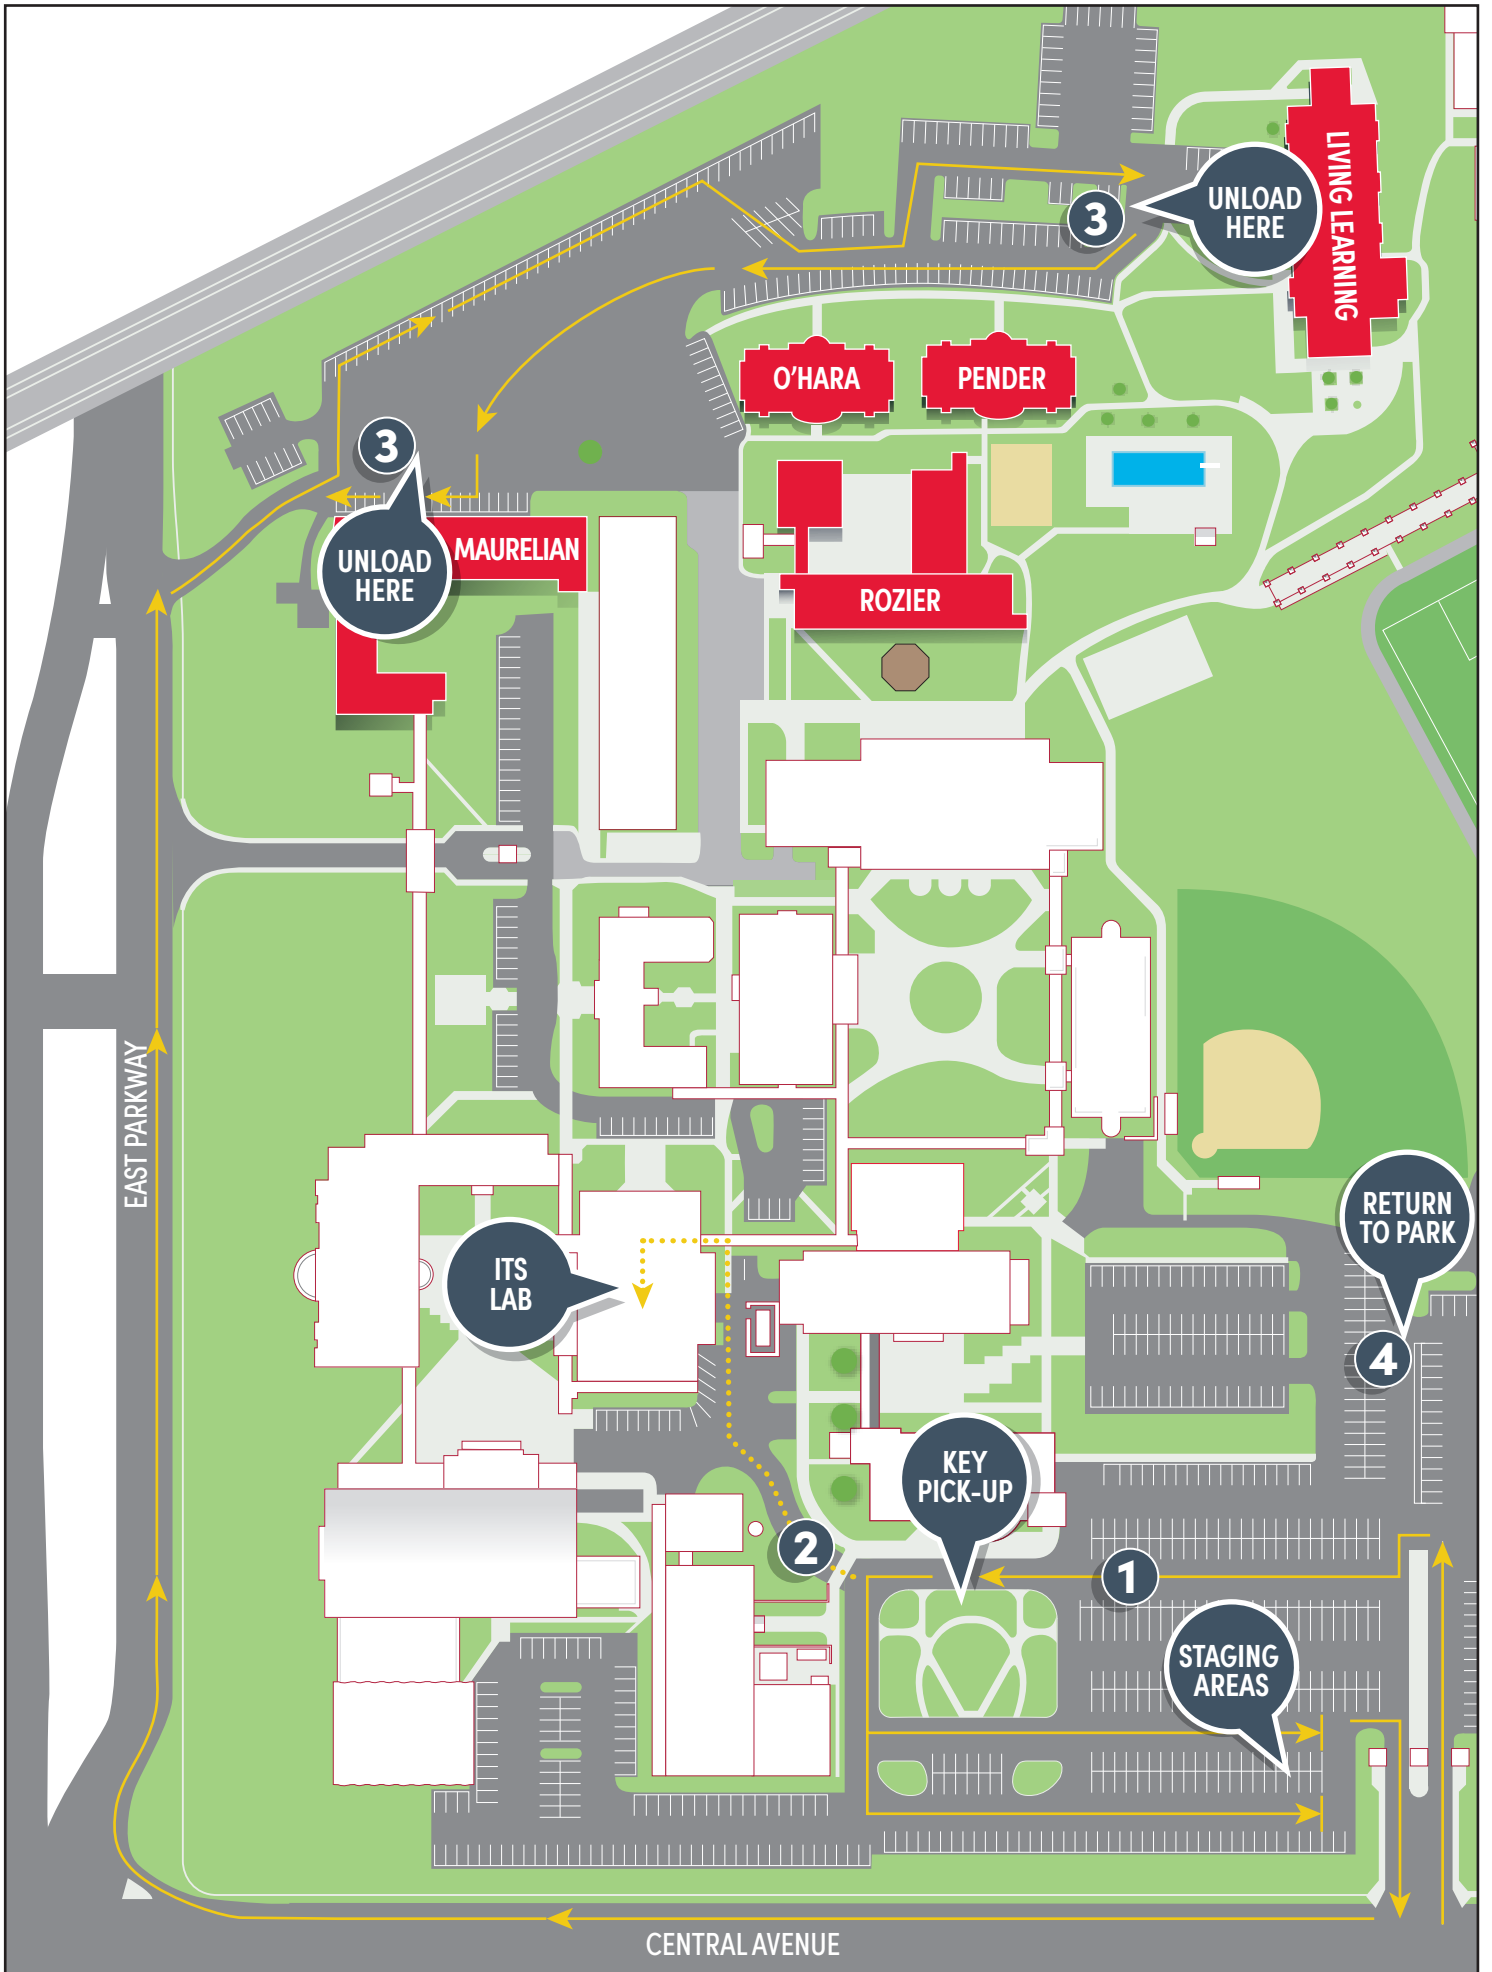 LIVING LEARNING
UNLOAD
HERE
3
O'HARA
PENDER
3
UNLOAD
HERE
MAURELIAN
ROZIER
EAST PARKWAY
RETURN
TO PARK
ITS
LAB
4
KEY
PICK-UP
2
1
STAGING
AREAS
CENTRAL AVENUE